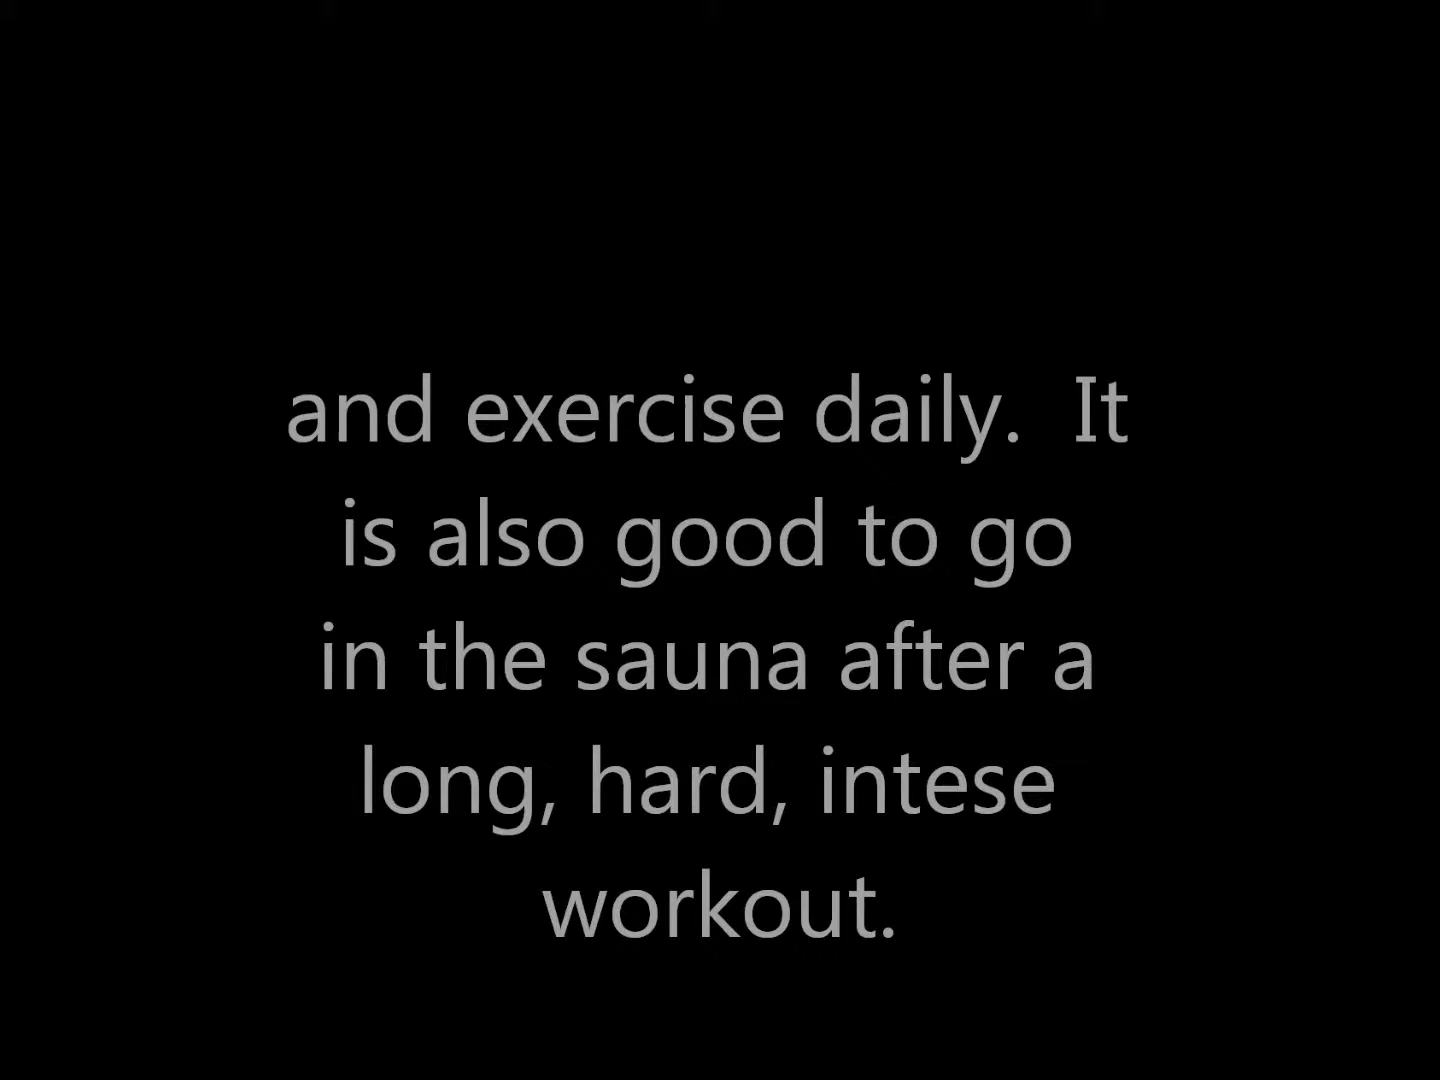 and exercise daily.  It
is also good to go
in the sauna after a
long, hard, intese
workout.